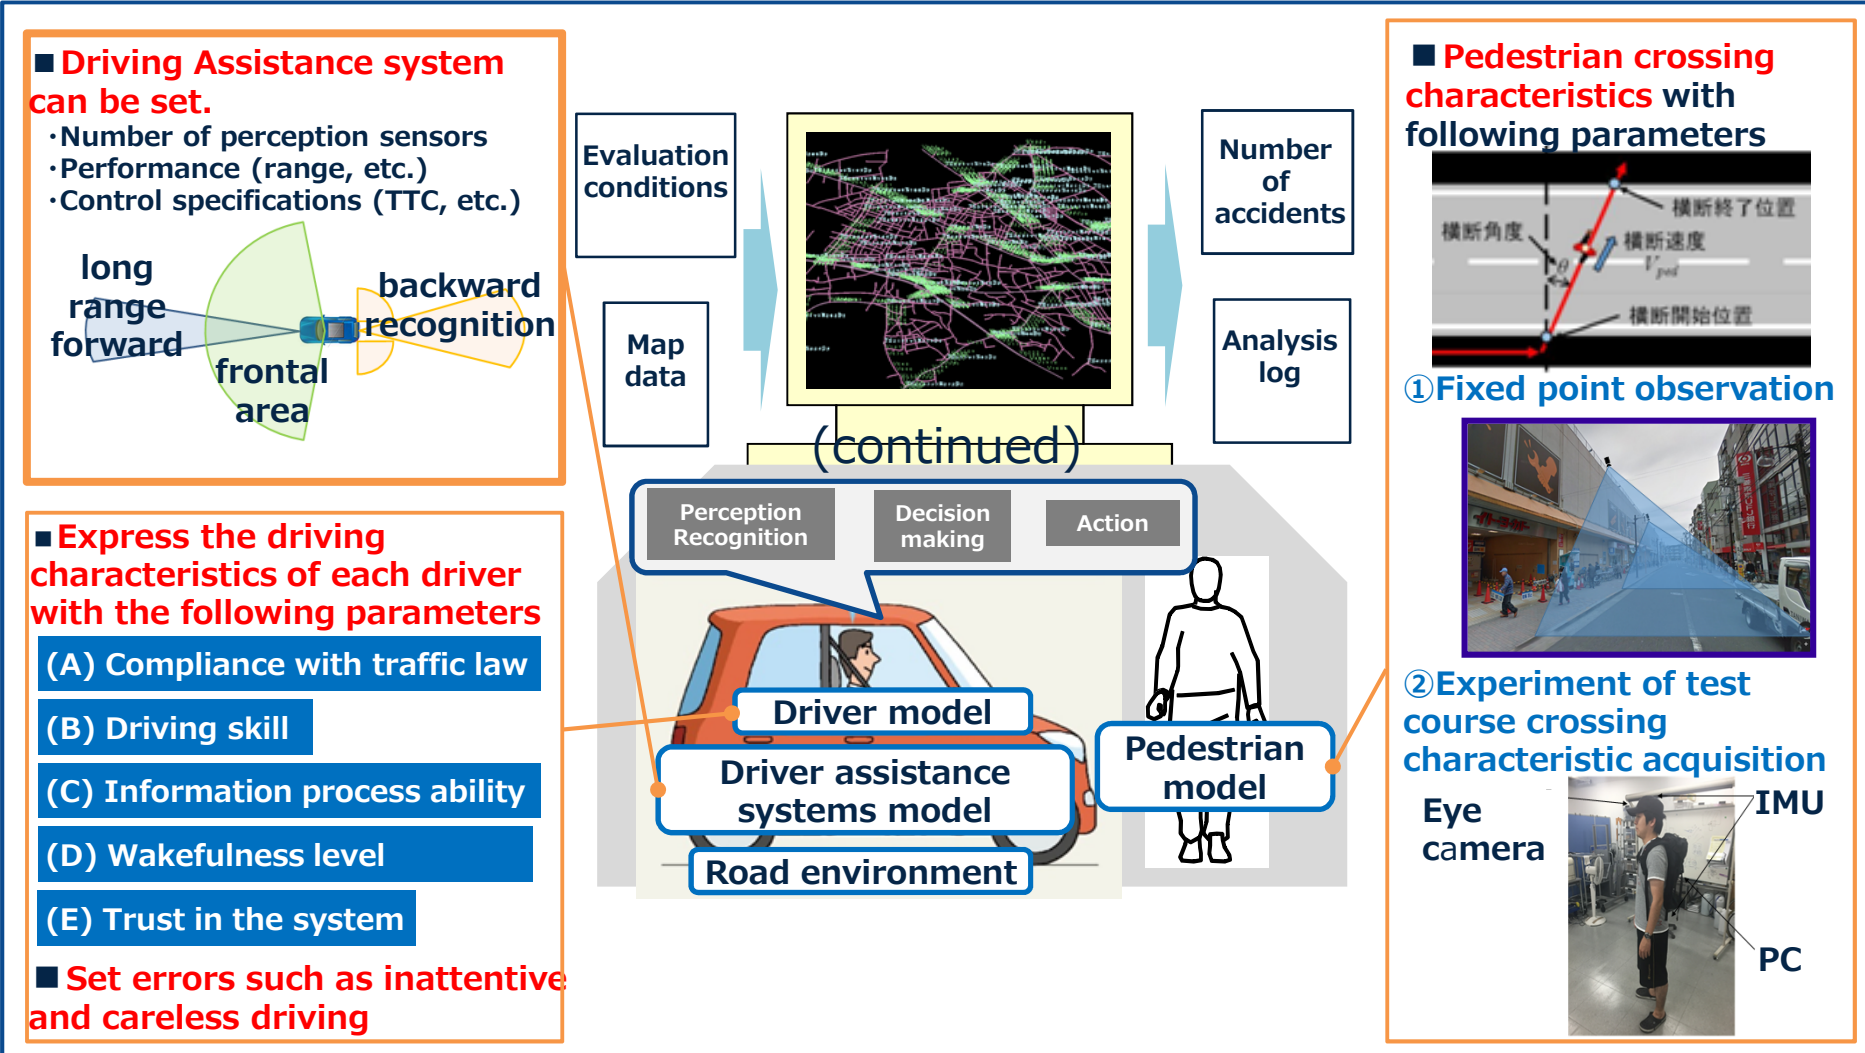 ■Driving Assistance system
can be set.
・Number of perception sensors
・Performance (range, etc.)
・Control specifications (TTC, etc.)
long
range
forward
frontal
area
backward
recognition
■Express the driving
characteristics of each driver
with the following parameters
(A) Compliance with traffic law
(B) Driving skill
(C) Information process ability
(D) Wakefulness level
(E) Trust in the system
■Set errors such as inattentive
and careless driving
Evaluation
conditions
Map
data
Number
of
accidents
Analysis
log
(continued)
Perception
Recognition
Decision
making
Action
Driver model
Driver assistance
systems model
Road environment
Pedestrian
model
■Pedestrian crossing
characteristics with
following parameters
横断終了位置
横断角度
横断速度
θ
Vped
横断開始位置
①Fixed point observation
②Experiment of test
course crossing
characteristic acquisition
Eye
camera
IMU
PC